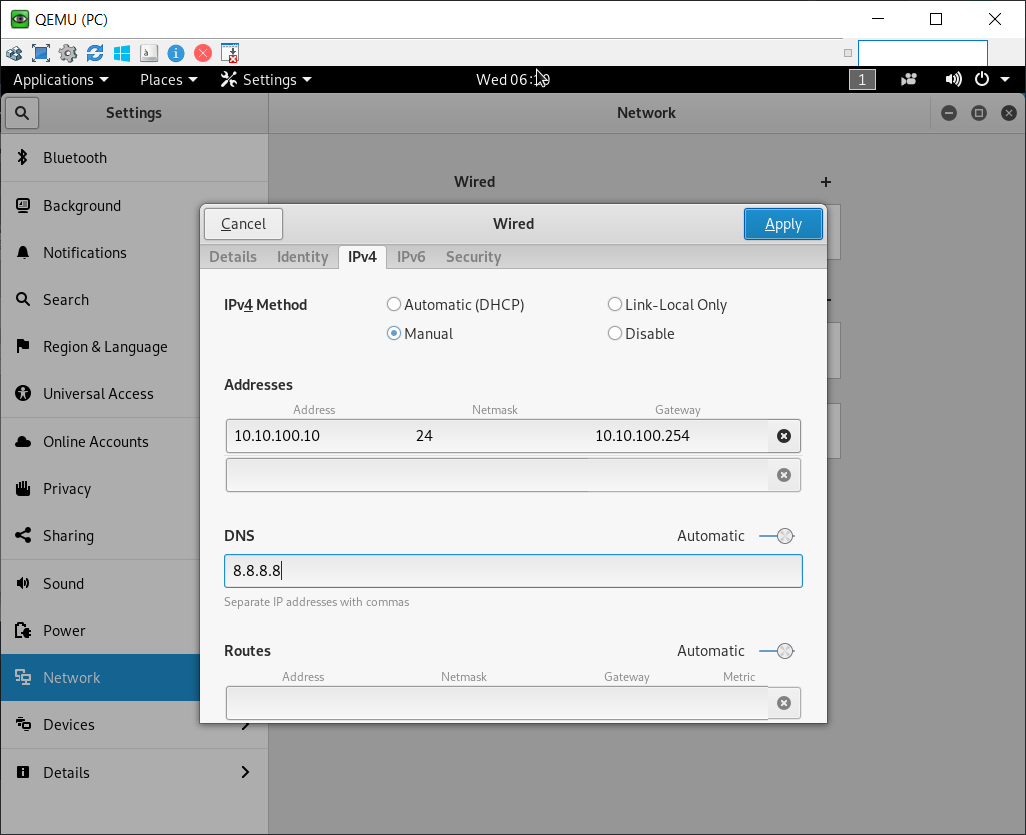 QEMU (PC)
Applications Places Settings Wed 06: 1
Settings Network
Bluetooth
Wired +
Background
Cancel Wired Apply
Notifications
Details Identity IPv4 IPv6 Security
Search
IPv4 Method Automatic (DHCP) Link-Local Only
Manual Disable
Region & Language
Universal Access
Addresses
Address Netmask Gateway
10.10.100.10 24 10.10.100.254
Online Accounts
Privacy
Sharing
DNS Automatic
8.8.8.8
Separate IP addresses with commas
Sound
Power
Routes Automatic
Address Netmask Gateway Metric
Network
Devices
Details